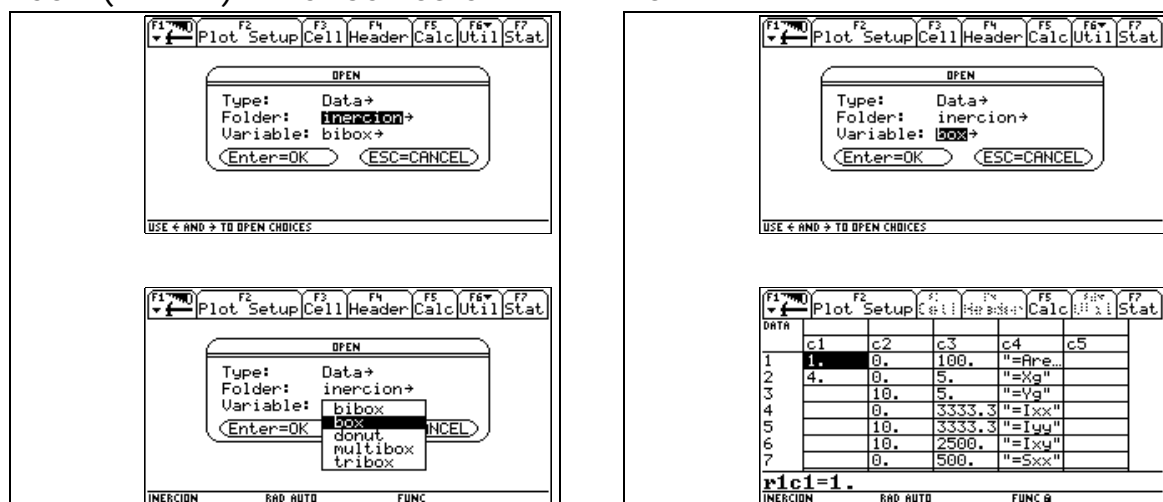 F1 F2 F3 F4 F5 F6 F7
Plot Setup Cell Header Calc Util Stat
OPEN
Type: Data→
Folder: inercion→
Variable: bibox→
Enter=OK ESC=CANCEL
USE ← AND → TO OPEN CHOICES
F1 F2 F3 F4 F5 F6 F7
Plot Setup Cell Header Calc Util Stat
OPEN
Type: Data→
Folder: inercion→
Variable: box→
Enter=OK ESC=CANCEL
USE ← AND → TO OPEN CHOICES
F1 F2 F3 F4 F5 F6 F7
Plot Setup Cell Header Calc Util Stat
OPEN
Type: Data→
Folder: inercion→
Variable:
bibox
box
donut
multibox
tribox
Enter=OK NCEL
INERCION RAD AUTO FUNC
F1 F2 F5 F7
Plot Setup Calc Stat
DATA
c1 c2 c3 c4 c5
1 1. 0. 100. "=Are…
2 4. 0. 5. "=Xg"
3 10. 5. "=Yg"
4 0. 3333.3 "=Ixx"
5 10. 3333.3 "=Iyy"
6 10. 2500. "=Ixy"
7 0. 500. "=Sxx"
r1c1=1.
INERCION RAD AUTO FUNC